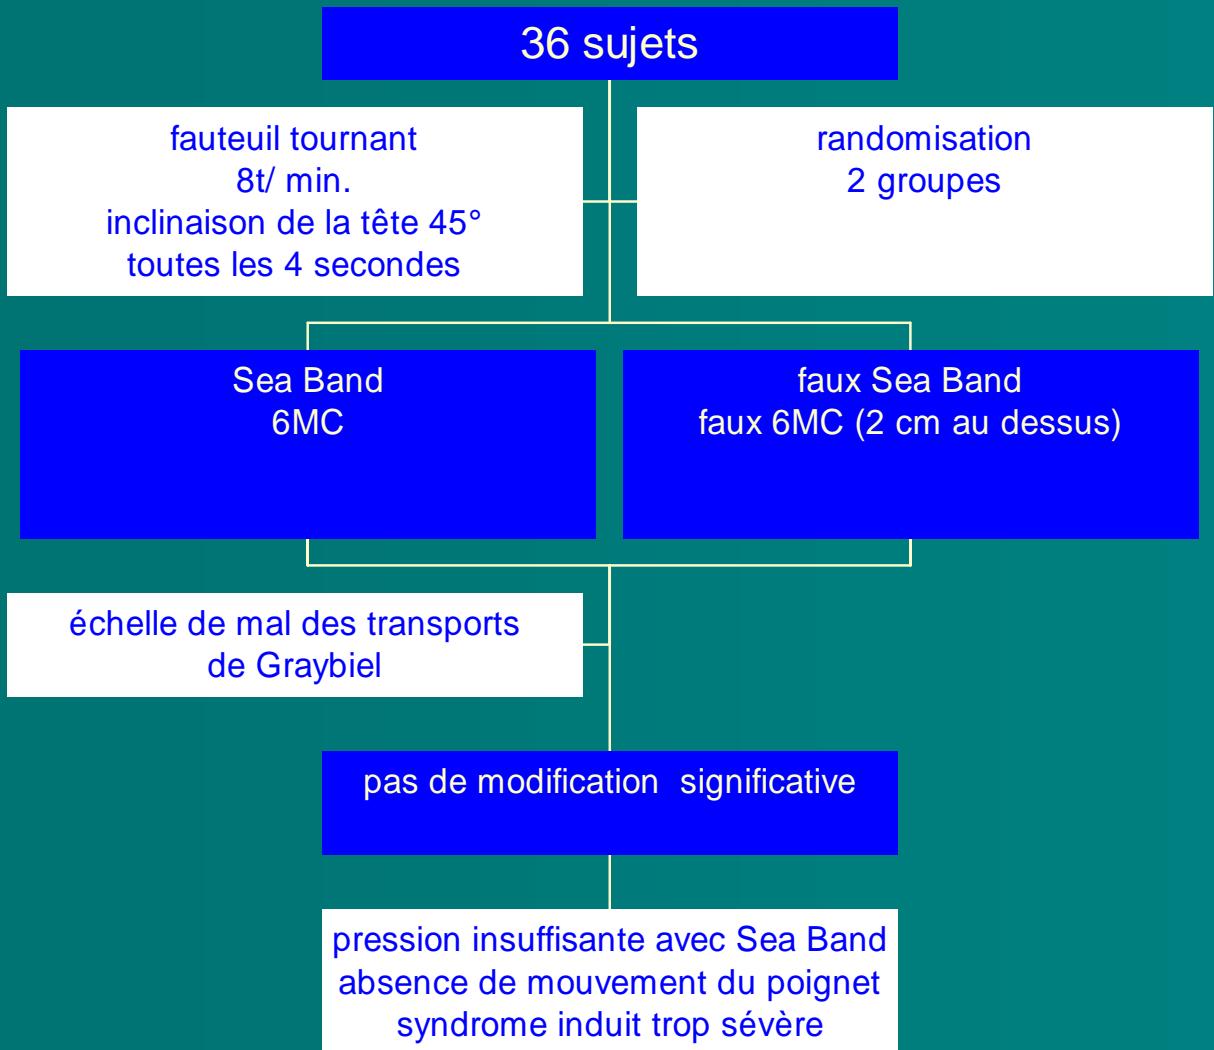 36 sujets
fauteuil tournant
8t/ min.
inclinaison de la tête 45°
toutes les 4 secondes
randomisation
2 groupes
Sea Band
6MC
faux Sea Band
faux 6MC (2 cm au dessus)
échelle de mal des transports
de Graybiel
pas de modification  significative
pression insuffisante avec Sea Band
absence de mouvement du poignet
syndrome induit trop sévère